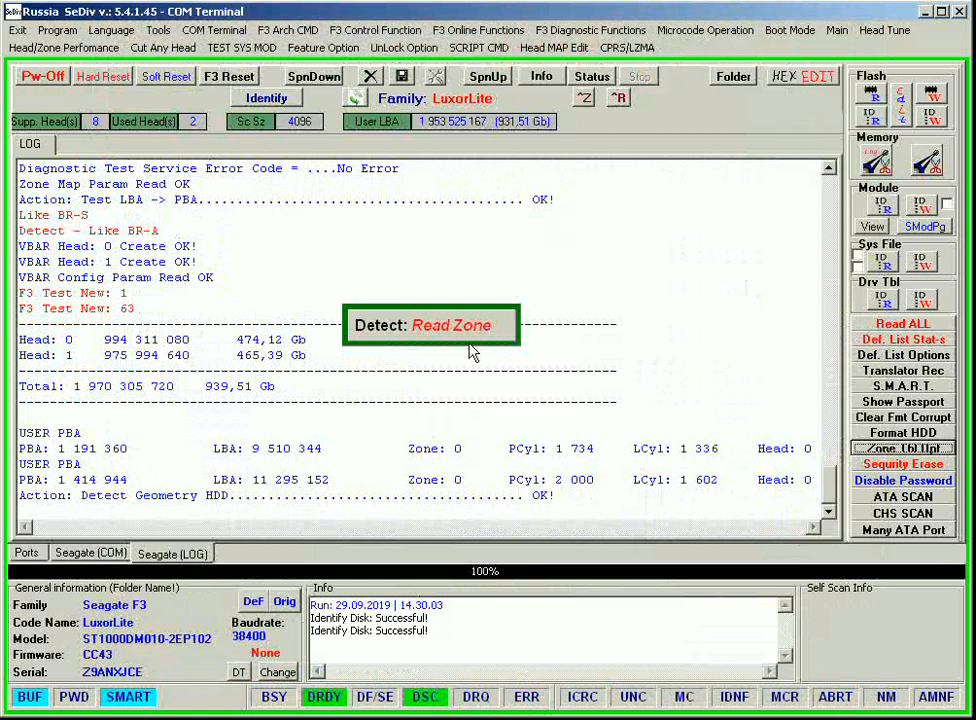 Russia SeDiv v.: 5.4.1.45 - COM Terminal
Exit Program Language Tools COM Terminal F3 Arch CMD F3 Control Function F3 Online Functions F3 Diagnostic Functions Microcode Operation Boot Mode Main Head Tune
Head/Zone Perfomance Cut Any Head TEST SYS MOD Feature Option UnLock Option SCRIPT CMD Head MAP Edit CPRS/LZMA
Pw-Off Hard Reset Soft Reset F3 Reset SpnDown SpnUp Info Status Stop Folder HEX EDIT
Identify Family: LuxorLite ^Z ^R
Supp. Head(s) 8 Used Head(s) 2 Sc Sz 4096 User LBA 1 953 525 167 (931,51 Gb)
LOG
Diagnostic Test Service Error Code = ....No Error
Zone Map Param Read OK
Action: Test LBA -> PBA.......................................... OK!
Like BR-S
Detect - Like BR-A
VBAR Head: 0 Create OK!
VBAR Head: 1 Create OK!
VBAR Config Param Read OK
F3 Test New: 1
F3 Test New: 63
Detect: Read Zone
Head: 0 994 311 080 474,12 Gb
Head: 1 975 994 640 465,39 Gb
Total: 1 970 305 720 939,51 Gb
USER PBA
PBA: 1 191 360 LBA: 9 510 344 Zone: 0 PCyl: 1 734 LCyl: 1 336 Head: 0
USER PBA
PBA: 1 414 944 LBA: 11 295 152 Zone: 0 PCyl: 2 000 LCyl: 1 602 Head: 0
Action: Detect Geometry HDD...................................... OK!
Ports Seagate (COM) Seagate (LOG)
100%
Flash
R W
ID R
Memory
Module
ID R ID W
View SModPg
Sys File
ID R ID W
Drv Tbl
ID R ID W
Read ALL
Def. List Stat-s
Def. List Options
Translator Rec
S.M.A.R.T.
Show Passport
Clear Fmt Corrupt
Format HDD
Zone Tbl Opt
Sequrity Erase
Disable Password
ATA SCAN
CHS SCAN
Many ATA Port
General information (Folder Name!)
Family Seagate F3 DeF Orig
Code Name: LuxorLite Baudrate:
Model: ST1000DM010-2EP102 38400
Firmware: CC43 None
Serial: Z9ANXJCE DT Change
Info
Run: 29.09.2019 | 14.30.03
Indentify Disk: Successful!
Indentify Disk: Successful!
Self Scan Info
BUF PWD SMART BSY DRDY DF/SE DSC DRQ ERR ICRC UNC MC IDNF MCR ABRT NM AMNF